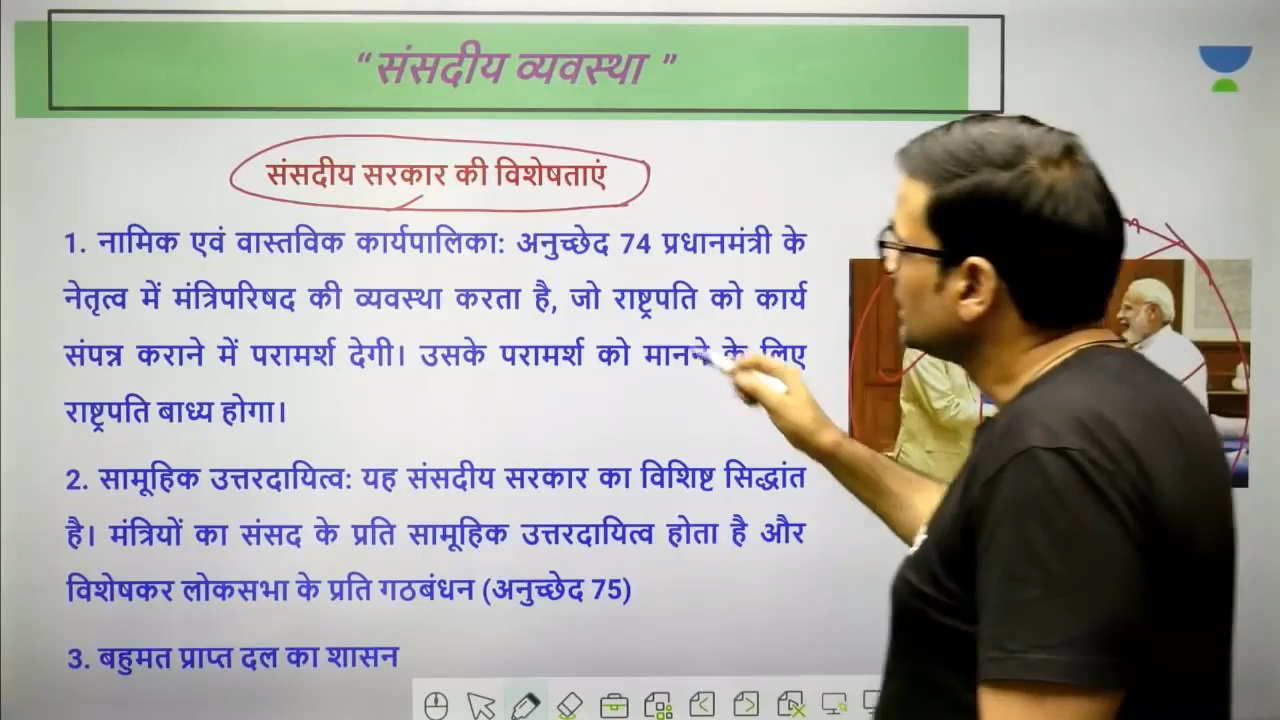 “संसदीय व्यवस्था ”
संसदीय सरकार की विशेषताएं
1. नामिक एवं वास्तविक कार्यपालिका: अनुच्छेद 74 प्रधानमंत्री के
नेतृत्व में मंत्रिपरिषद की व्यवस्था करता है, जो राष्ट्रपति को कार्य
संपन्न कराने में परामर्श देगी। उसके परामर्श को मानने के लिए
राष्ट्रपति बाध्य होगा।
2. सामूहिक उत्तरदायित्व: यह संसदीय सरकार का विशिष्ट सिद्धांत
है। मंत्रियों का संसद के प्रति सामूहिक उत्तरदायित्व होता है और
विशेषकर लोकसभा के प्रति गठबंधन (अनुच्छेद 75)
3. बहुमत प्राप्त दल का शासन